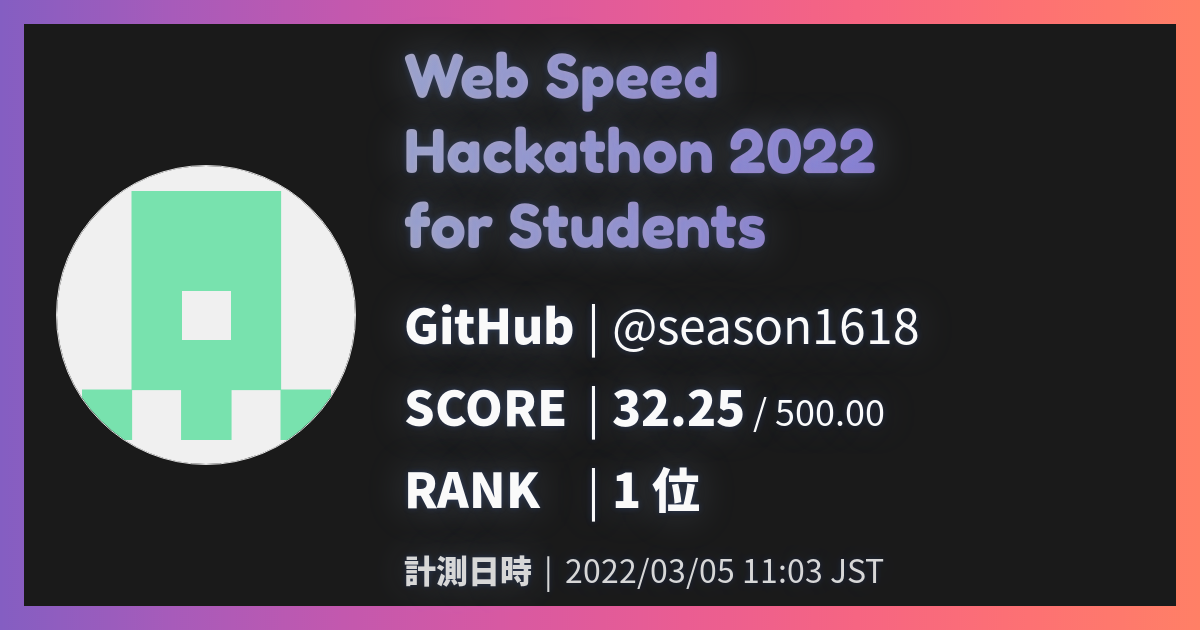 Web Speed
Hackathon 2022
for Students
GitHub | @season1618
SCORE | 32.25 / 500.00
RANK | 1 位
計測日時 | 2022/03/05 11:03 JST